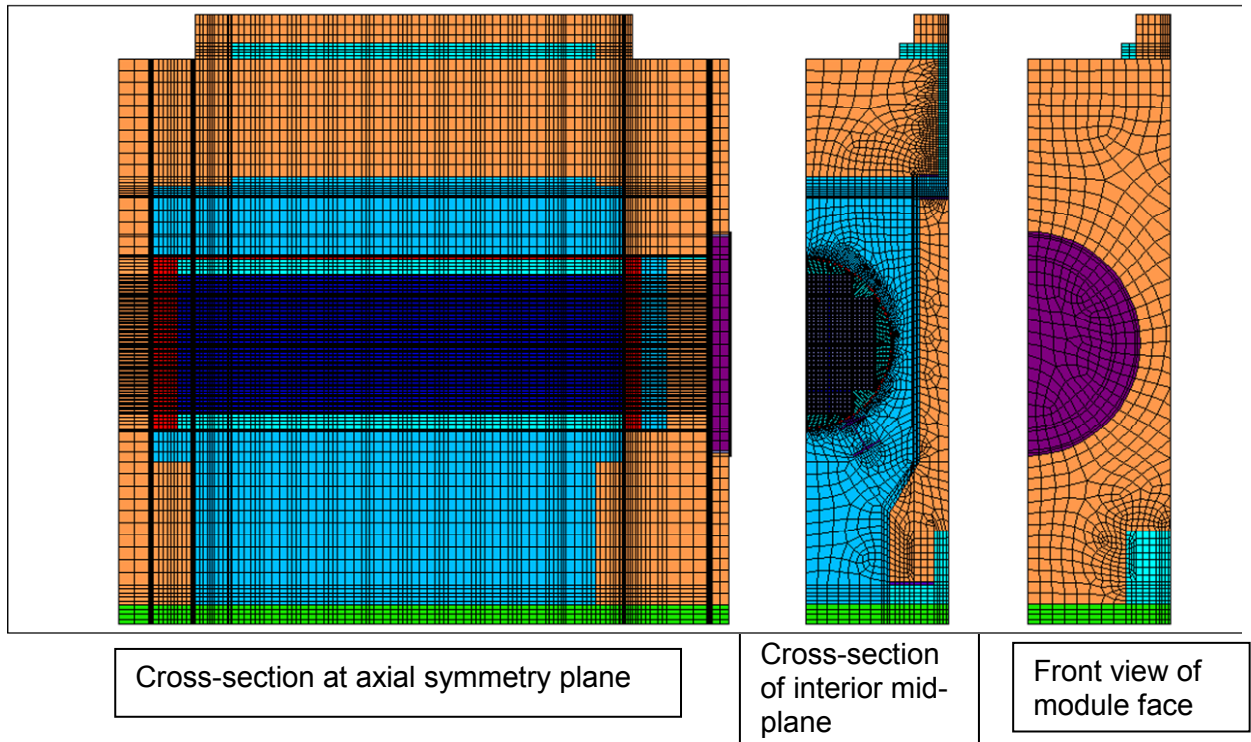 Cross-section at axial symmetry plane
Cross-section
of interior mid-
plane
Front view of
module face